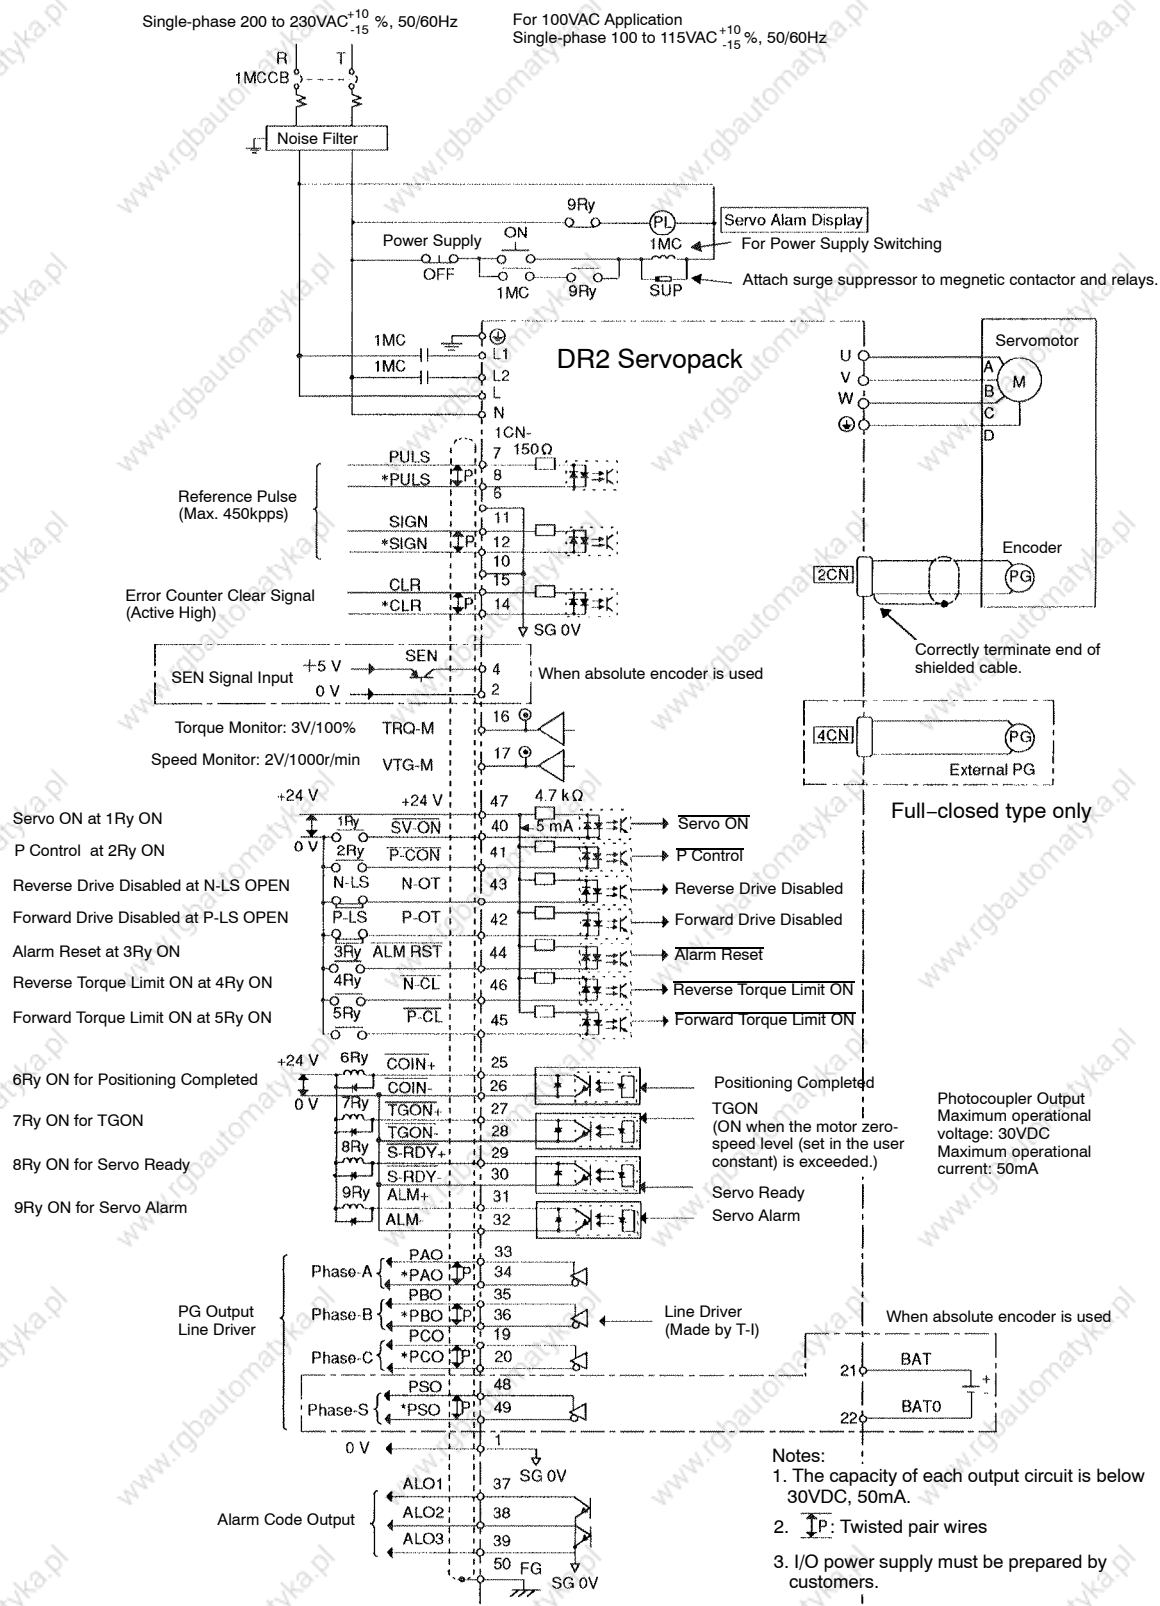 Single-phase 200 to 230VAC +10 -15 %, 50/60Hz
For 100VAC Application
Single-phase 100 to 115VAC +10 -15 %, 50/60Hz
R T
1MCCB
Noise Filter
9Ry
PL
Servo Alam Display
Power Supply
ON
1MC
For Power Supply Switching
OFF
1MC
9Ry
SUP
Attach surge suppressor to megnetic contactor and relays.
DR2 Servopack
1MC
L1
1MC
L2
L
N
U
V
W
A
B
C
D
Servomotor
M
1CN-
150Ω
PULS 7
*PULS P 8
6
Reference Pulse
(Max. 450kpps)
SIGN 11
*SIGN P 12
10
Error Counter Clear Signal
(Active High)
CLR 15
*CLR P 14
SG 0V
2CN
Encoder
PG
Correctly terminate end of
shielded cable.
SEN Signal Input
+5 V SEN 4
0 V 2
When absolute encoder is used
Torque Monitor: 3V/100% TRQ-M 16
Speed Monitor: 2V/1000r/min VTG-M 17
4CN
PG
External PG
Full-closed type only
+24 V +24 V 47 4.7 kΩ
Servo ON at 1Ry ON 1Ry SV-ON 40 5 mA Servo ON
0 V
P Control at 2Ry ON 2Ry P-CON 41 P Control
Reverse Drive Disabled at N-LS OPEN N-LS N-OT 43 Reverse Drive Disabled
Forward Drive Disabled at P-LS OPEN P-LS P-OT 42 Forward Drive Disabled
Alarm Reset at 3Ry ON 3Ry ALM RST 44 Alarm Reset
Reverse Torque Limit ON at 4Ry ON 4Ry N-CL 46 Reverse Torque Limit ON
Forward Torque Limit ON at 5Ry ON 5Ry P-CL 45 Forward Torque Limit ON
+24 V 6Ry COIN+ 25
6Ry ON for Positioning Completed COIN- 26 Positioning Completed
0 V
7Ry ON for TGON 7Ry TGON+ 27 TGON
TGON- 28
(ON when the motor zero-
speed level (set in the user
constant) is exceeded.)
8Ry ON for Servo Ready 8Ry S-RDY+ 29
S-RDY- 30 Servo Ready
9Ry ON for Servo Alarm 9Ry ALM+ 31
ALM- 32 Servo Alarm
Photocoupler Output
Maximum operational
voltage: 30VDC
Maximum operational
current: 50mA
PG Output
Line Driver
PAO 33
Phase-A *PAO P 34
PBO 35
Phase-B *PBO P 36
PCO 19
Phase-C *PCO P 20
PSO 48
Phase-S *PSO P 49
Line Driver
(Made by T-I)
When absolute encoder is used
21 BAT
+
22 BAT0
0 V 1
SG 0V
Alarm Code Output
ALO1 37
ALO2 38
ALO3 39
50 FG
SG 0V
Notes:
1. The capacity of each output circuit is below
30VDC, 50mA.
2. P: Twisted pair wires
3. I/O power supply must be prepared by
customers.
www.rgbautomatyka.pl